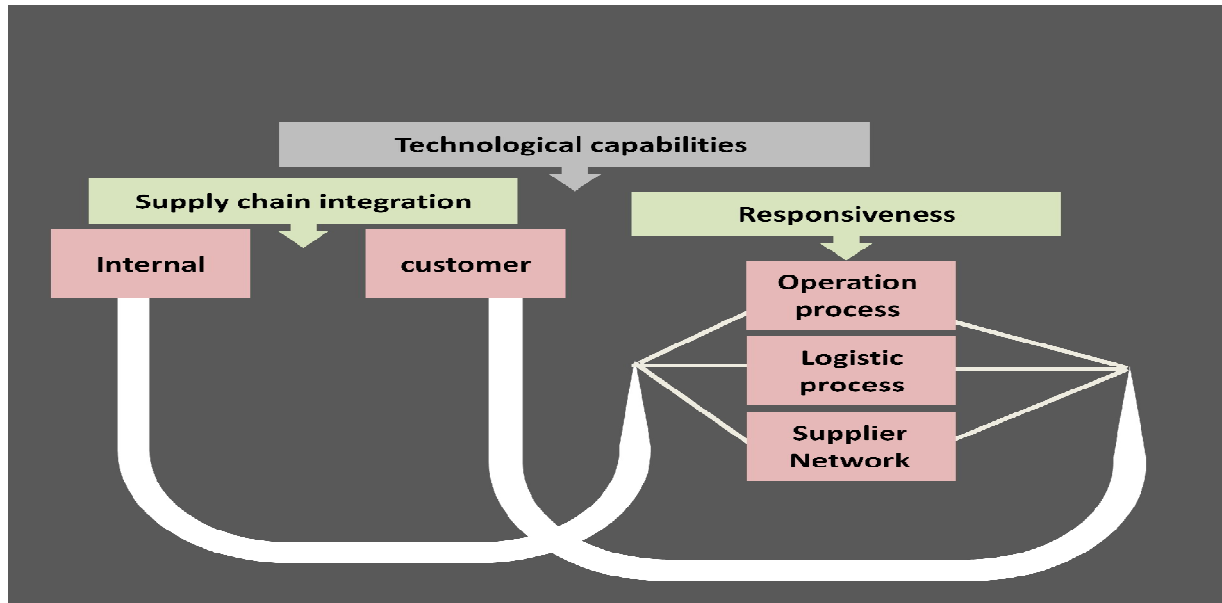 Technological capabilities
Supply chain integration
Responsiveness
Internal
customer
Operation
process
Logistic
process
Supplier
Network